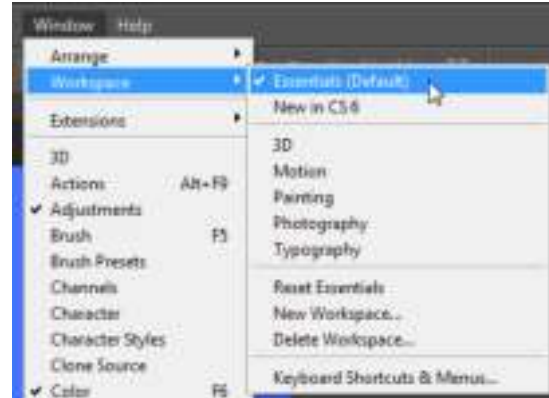 Window Help
Arrange
Workspace
Extensions
3D
Actions Alt+F9
Adjustments
Brush F5
Brush Presets
Channels
Character
Character Styles
Clone Source
Color F6
Essentials (Default)
New in CS6
3D
Motion
Painting
Photography
Typography
Reset Essentials
New Workspace...
Delete Workspace...
Keyboard Shortcuts & Menus...